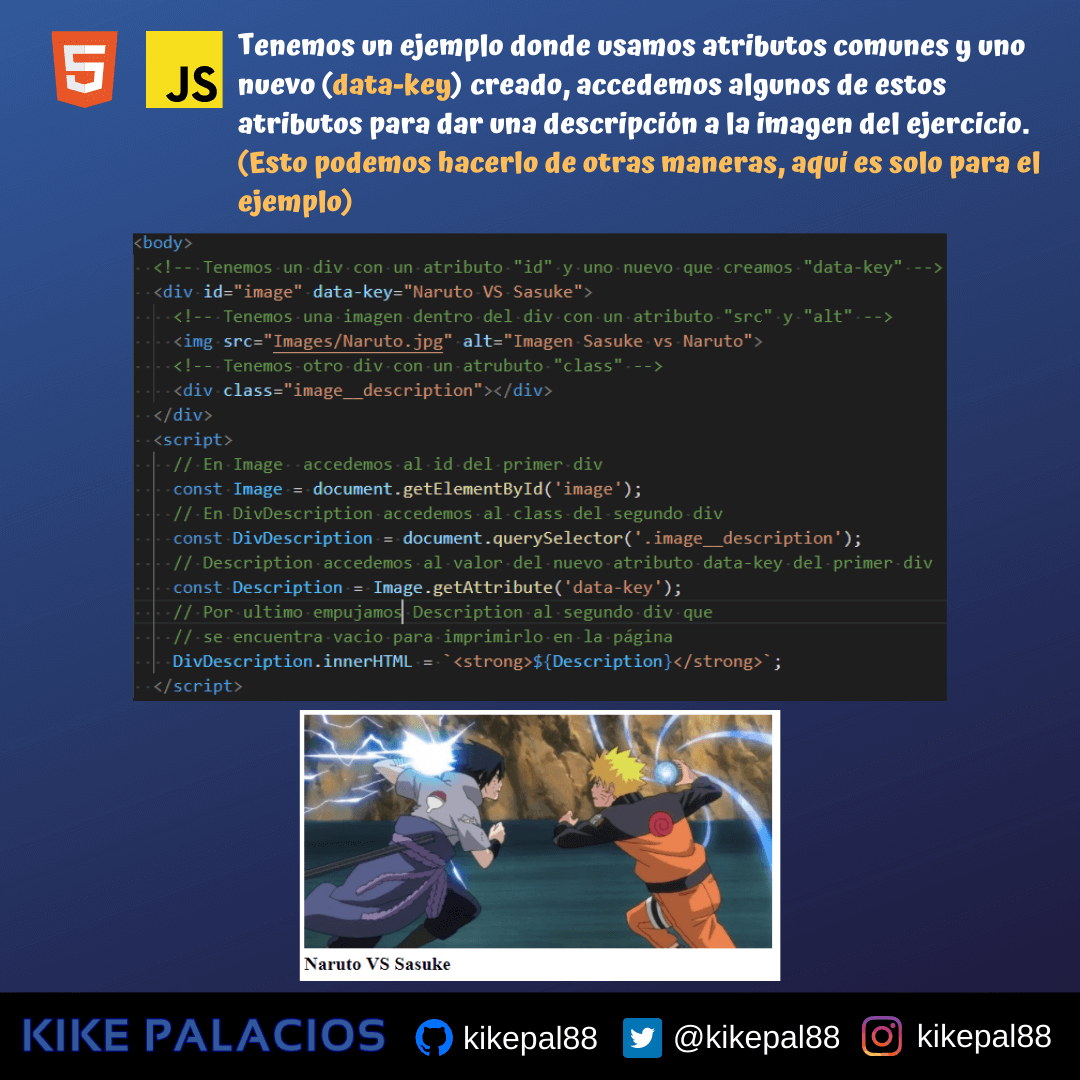 5
JS
Tenemos un ejemplo donde usamos atributos comunes y uno
nuevo (data-key) creado, accedemos algunos de estos
atributos para dar una descripción a la imagen del ejercicio.
(Esto podemos hacerlo de otras maneras, aquí es solo para el
ejemplo)
<body>
<!-- Tenemos un div con un atributo "id" y uno nuevo que creamos "data-key" -->
<div id="image" data-key="Naruto VS Sasuke">
<!-- Tenemos una imagen dentro del div con un atributo "src" y "alt" -->
<img src="Images/Naruto.jpg" alt="Imagen Sasuke vs Naruto">
<!-- Tenemos otro div con un atrubuto "class" -->
<div class="image__description"></div>
</div>
<script>
// En Image  accedemos al id del primer div
const Image = document.getElementById('image');
// En DivDescription accedemos al class del segundo div
const DivDescription = document.querySelector('.image__description');
// Description accedemos al valor del nuevo atributo data-key del primer div
const Description = Image.getAttribute('data-key');
// Por ultimo empujamos Description al segundo div que
// se encuentra vacio para imprimirlo en la página
DivDescription.innerHTML = `<strong>${Description}</strong>`;
</script>
Naruto VS Sasuke
KIKE PALACIOS
kikepal88
@kikepal88
kikepal88